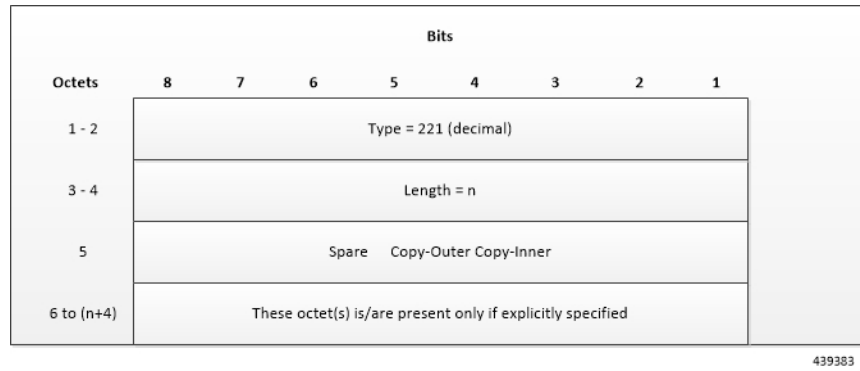 Bits
Octets 8 7 6 5 4 3 2 1
1 - 2 Type = 221 (decimal)
3 - 4 Length = n
5 Spare Copy-Outer Copy-Inner
6 to (n+4) These octet(s) is/are present only if explicitly specified
439383